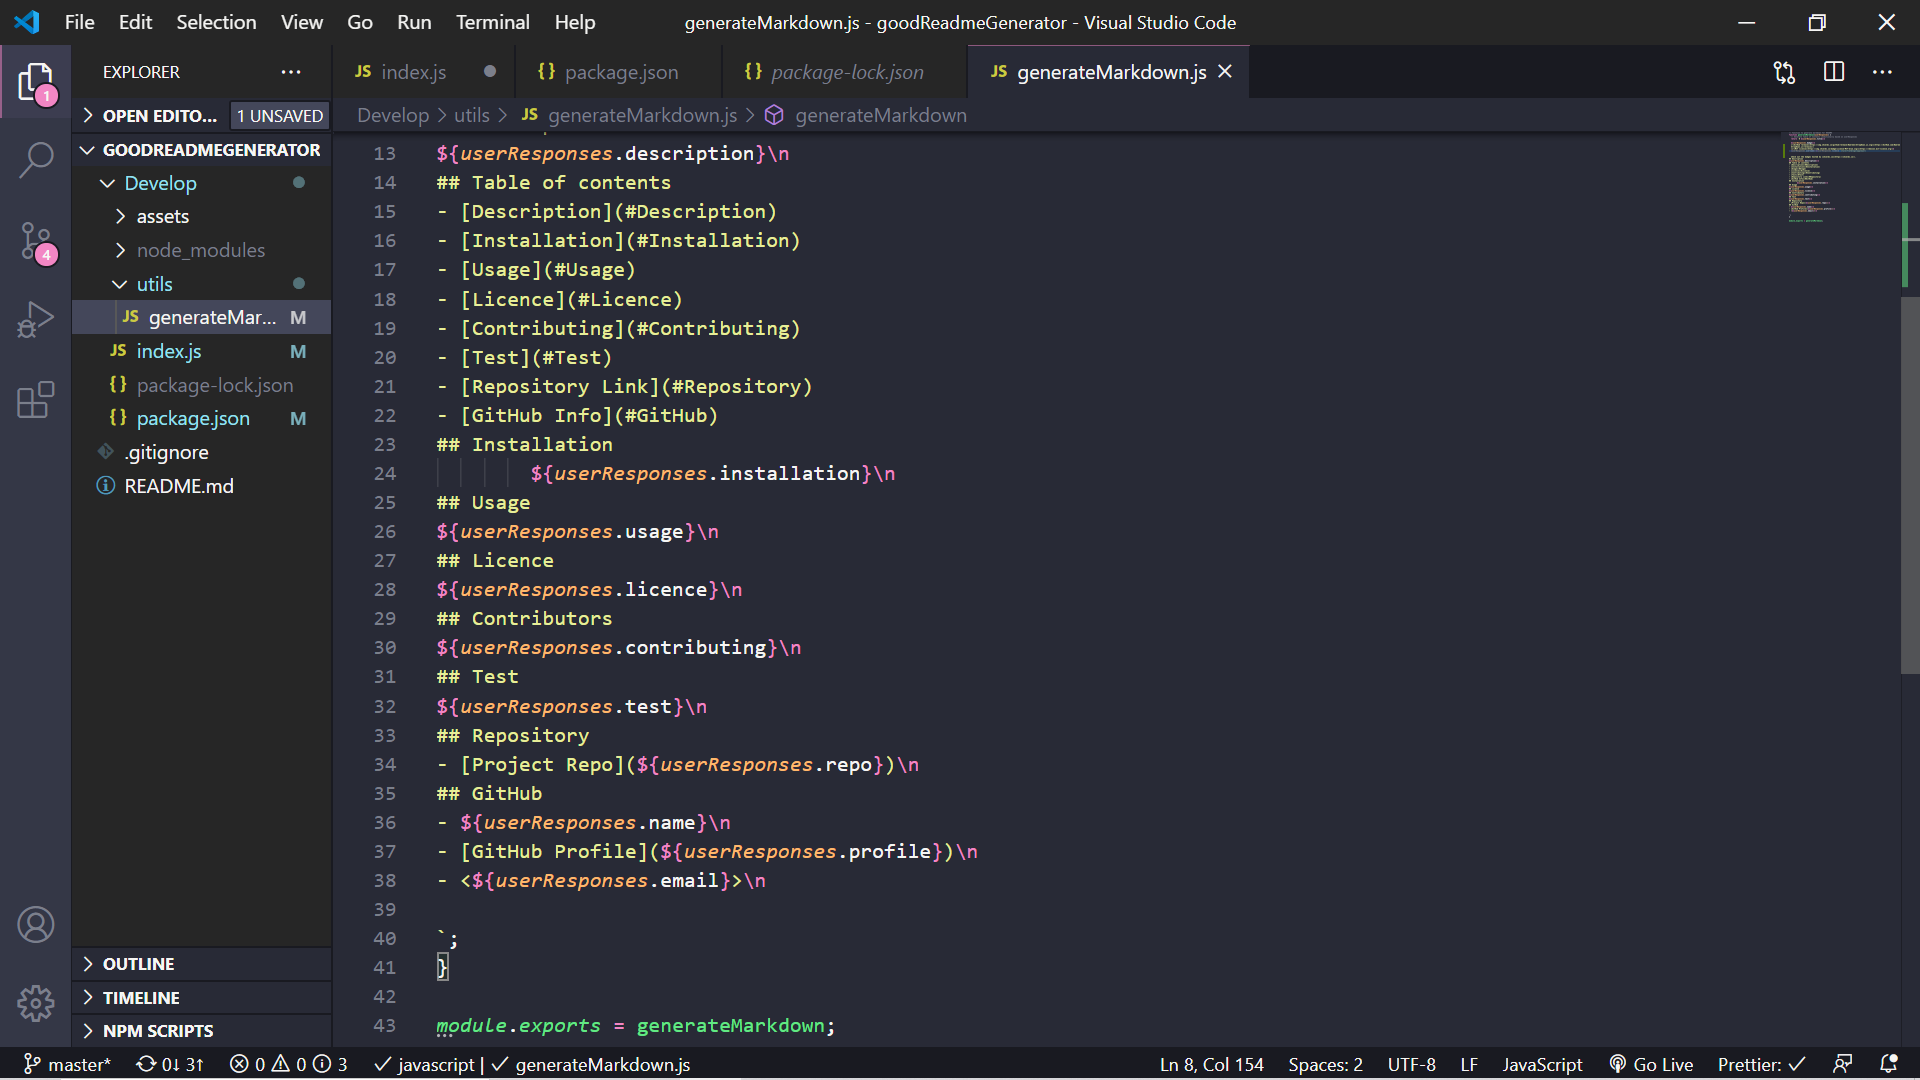 File Edit Selection View Go Run Terminal Help
generateMarkdown.js - goodReadmeGenerator - Visual Studio Code
EXPLORER
1
4
OPEN EDITO... 1 UNSAVED
GOODREADMEGENERATOR
Develop
assets
node_modules
utils
JS generateMar... M
JS index.js M
{} package-lock.json
{} package.json M
.gitignore
README.md
OUTLINE
TIMELINE
NPM SCRIPTS
JS index.js {} package.json {} package-lock.json JS generateMarkdown.js
Develop > utils > JS generateMarkdown.js > generateMarkdown
13 ${userResponses.description}\n
14 ## Table of contents
15 - [Description](#Description)
16 - [Installation](#Installation)
17 - [Usage](#Usage)
18 - [Licence](#Licence)
19 - [Contributing](#Contributing)
20 - [Test](#Test)
21 - [Repository Link](#Repository)
22 - [GitHub Info](#GitHub)
23 ## Installation
24 ${userResponses.installation}\n
25 ## Usage
26 ${userResponses.usage}\n
27 ## Licence
28 ${userResponses.licence}\n
29 ## Contributors
30 ${userResponses.contributing}\n
31 ## Test
32 ${userResponses.test}\n
33 ## Repository
34 - [Project Repo](${userResponses.repo})\n
35 ## GitHub
36 - ${userResponses.name}\n
37 - [GitHub Profile](${userResponses.profile})\n
38 - <${userResponses.email}>\n
39
40 `;
41 }
42
43 module.exports = generateMarkdown;
master* 0↓ 3↑ 0 0 3 javascript | generateMarkdown.js Ln 8, Col 154 Spaces: 2 UTF-8 LF JavaScript Go Live Prettier: